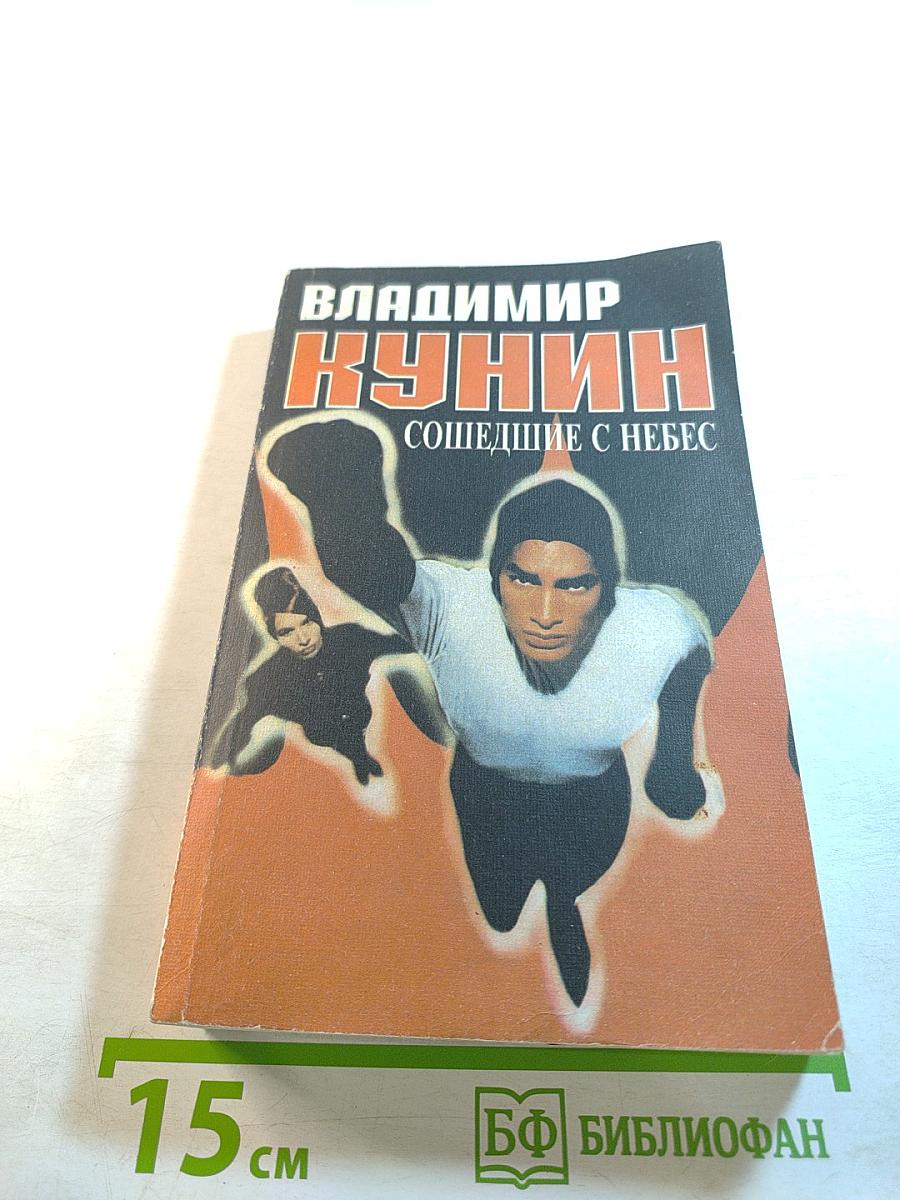 ВЛАДИМИР
КУНИН
СОШЕДШИЕ С НЕБЕС
15 см
БФ БИБЛИОФАН